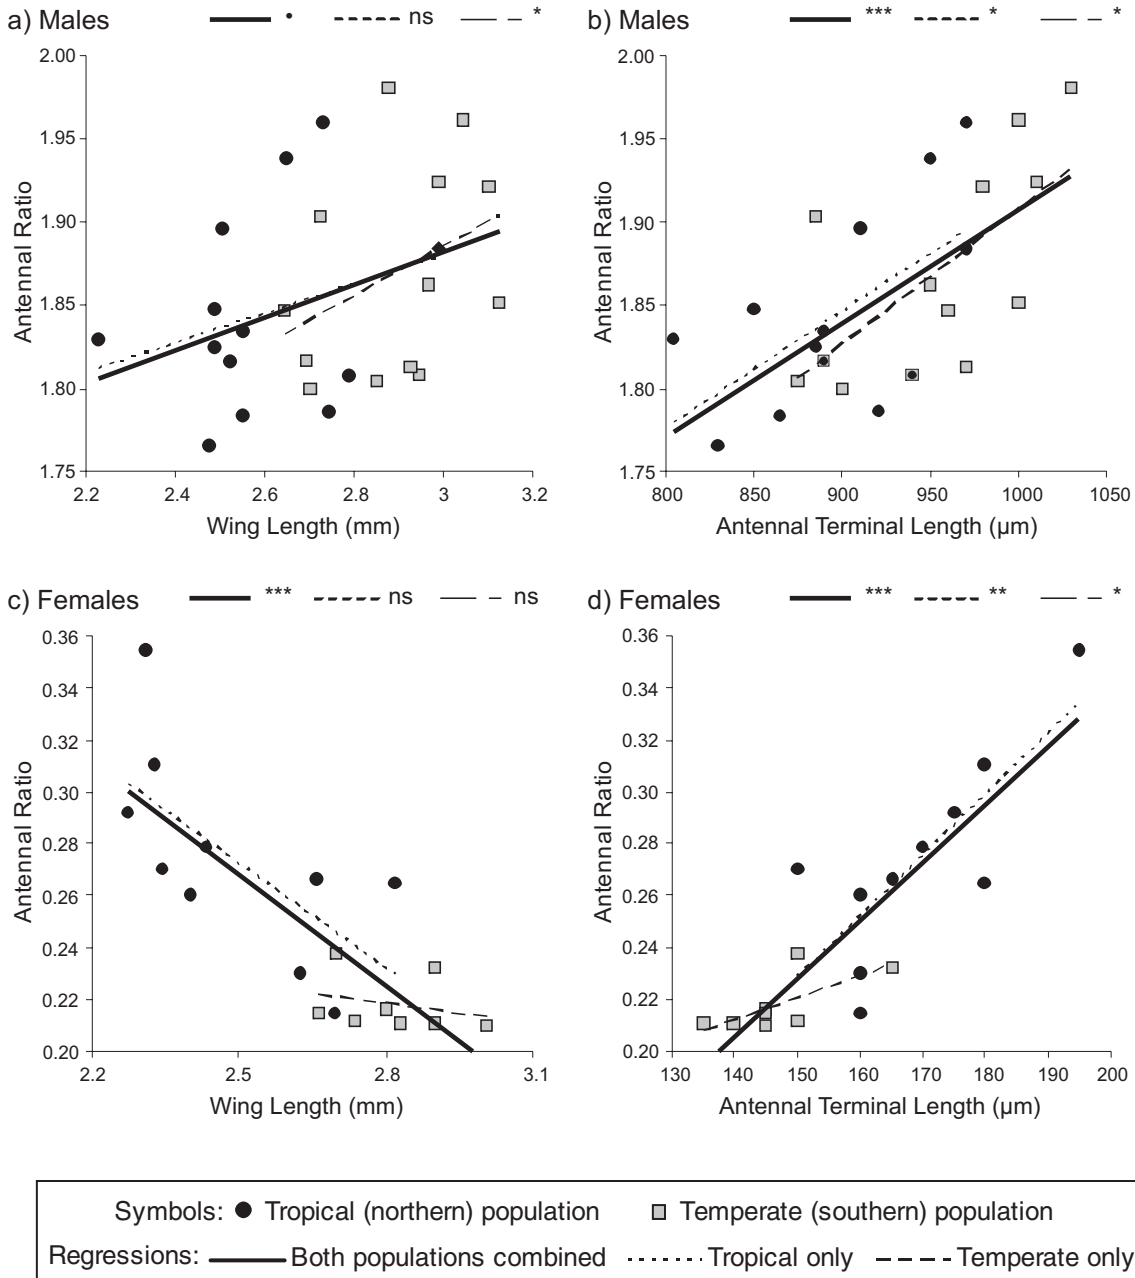 a) Males • ns *
b) Males *** * *
2.00
1.95
1.90
1.85
1.80
1.75
Antennal Ratio
2.2 2.4 2.6 2.8 3 3.2
Wing Length (mm)
2.00
1.95
1.90
1.85
1.80
1.75
Antennal Ratio
800 850 900 950 1000 1050
Antennal Terminal Length (µm)
c) Females *** ns ns
d) Females *** ** *
0.36
0.34
0.32
0.30
0.28
0.26
0.24
0.22
0.20
Antennal Ratio
2.2 2.5 2.8 3.1
Wing Length (mm)
0.36
0.34
0.32
0.30
0.28
0.26
0.24
0.22
0.20
Antennal Ratio
130 140 150 160 170 180 190 200
Antennal Terminal Length (µm)
Symbols: Tropical (northern) population Temperate (southern) population
Regressions: Both populations combined Tropical only Temperate only